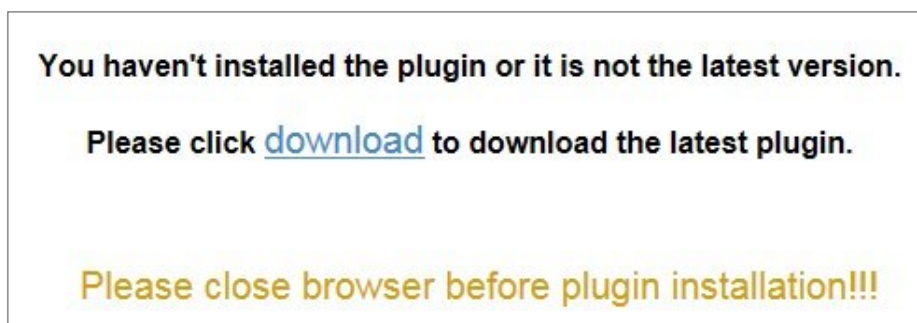 You haven't installed the plugin or it is not the latest version.
Please click download to download the latest plugin.
Please close browser before plugin installation!!!